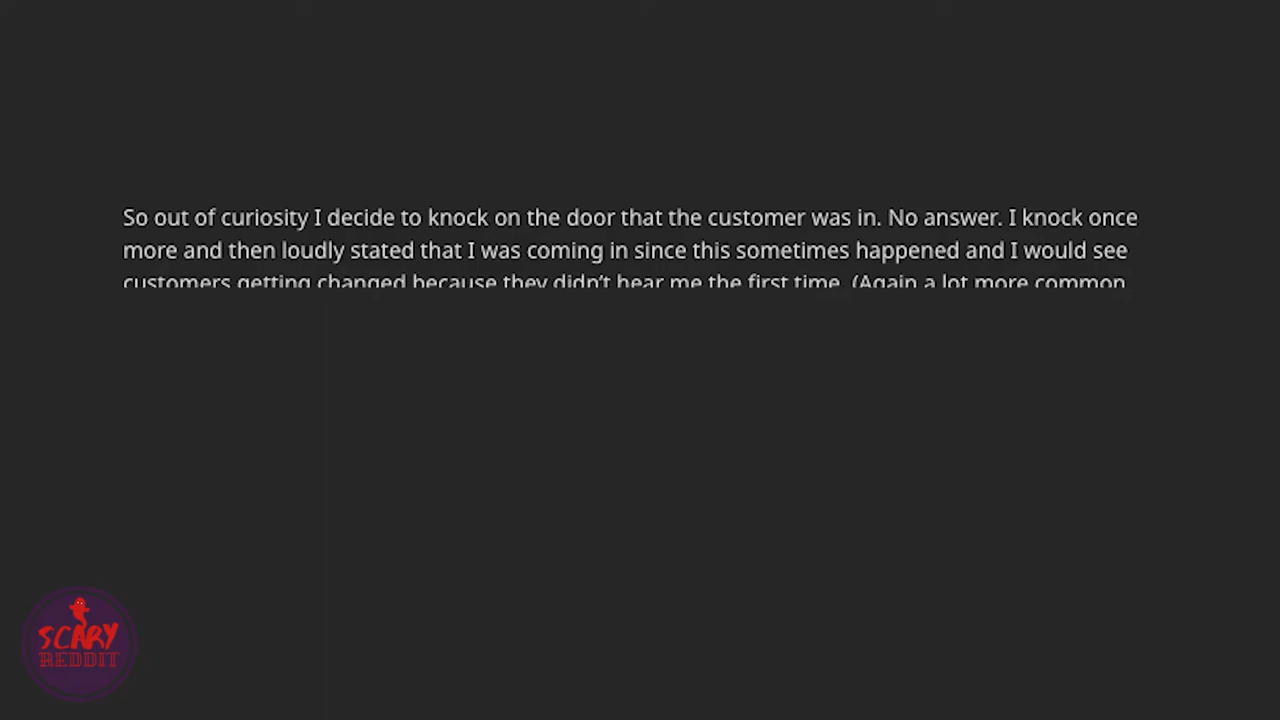 So out of curiosity I decide to knock on the door that the customer was in. No answer. I knock once
more and then loudly stated that I was coming in since this sometimes happened and I would see
customers getting changed because they didn’t hear me the first time. (Again a lot more common
SCARY
REDDIT